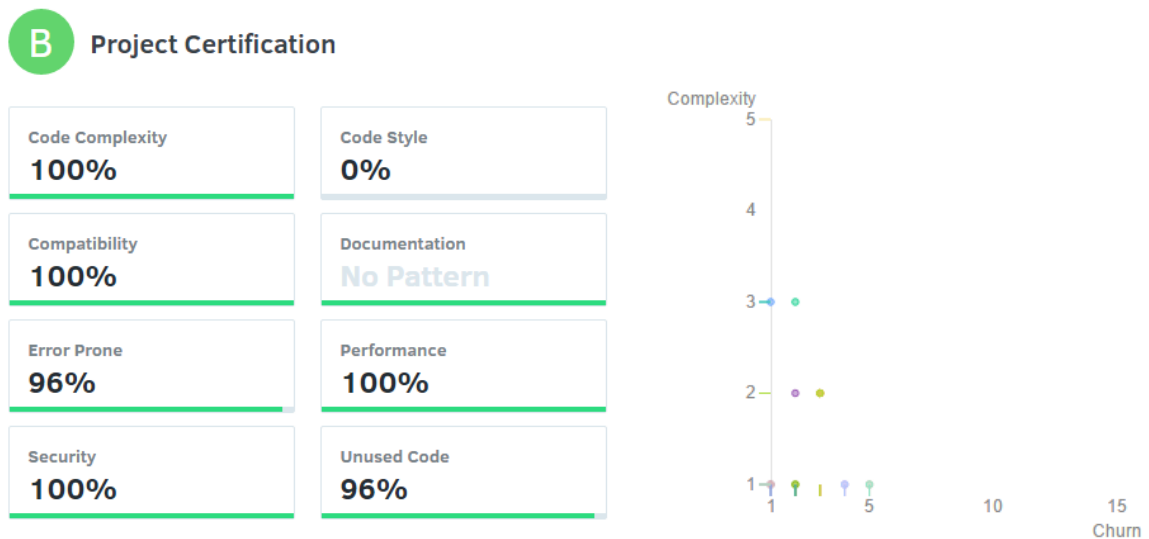 B
Project Certification
Code Complexity
100%
Code Style
0%
Compatibility
100%
Documentation
No Pattern
Error Prone
96%
Performance
100%
Security
100%
Unused Code
96%
Complexity
5
4
3
2
1
1 5 10 15
Churn